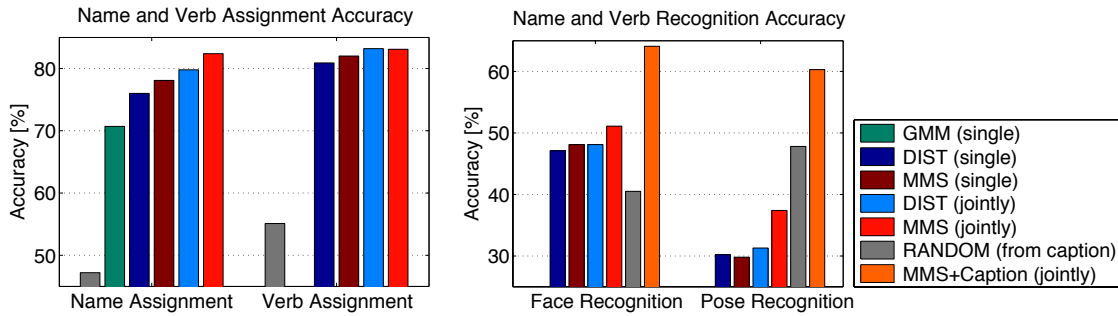 Name and Verb Assignment Accuracy
Accuracy [%]
80
70
60
50
Name Assignment
Verb Assignment
Name and Verb Recognition Accuracy
Accuracy [%]
60
50
40
30
Face Recognition
Pose Recognition
GMM (single)
DIST (single)
MMS (single)
DIST (jointly)
MMS (jointly)
RANDOM (from caption)
MMS+Caption (jointly)